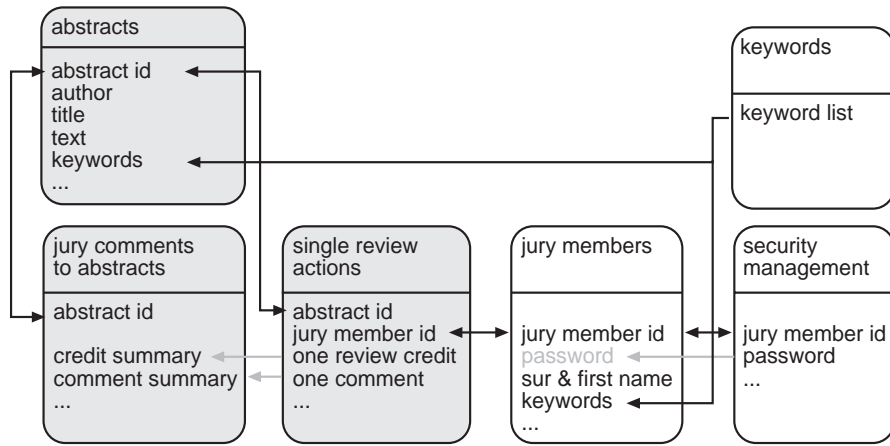 abstracts
abstract id
author
title
text
keywords
...
keywords
keyword list
jury comments
to abstracts
abstract id
credit summary
comment summary
...
single review
actions
abstract id
jury member id
one review credit
one comment
...
jury members
jury member id
password
sur & first name
keywords
...
security
management
jury member id
password
...